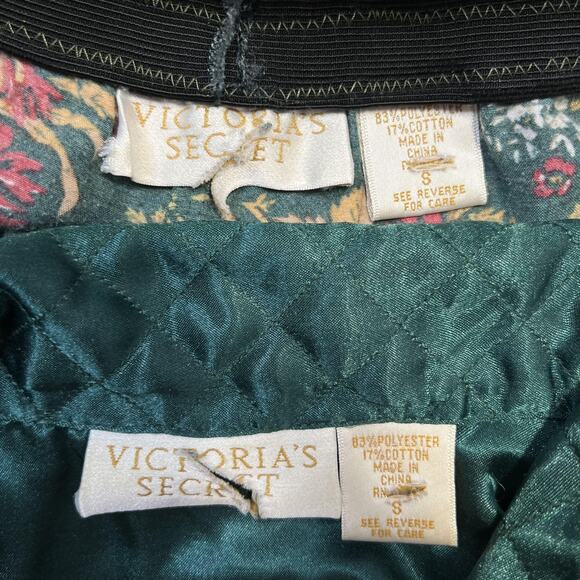 VICTORIA'S
SECRET
83%POLYESTER
17%COTTON
MADE IN
CHINA
S
SEE REVERSE
FOR CARE
VICTORIA'S
SECRET
83%POLYESTER
17%COTTON
MADE IN
CHINA
S
SEE REVERSE
FOR CARE